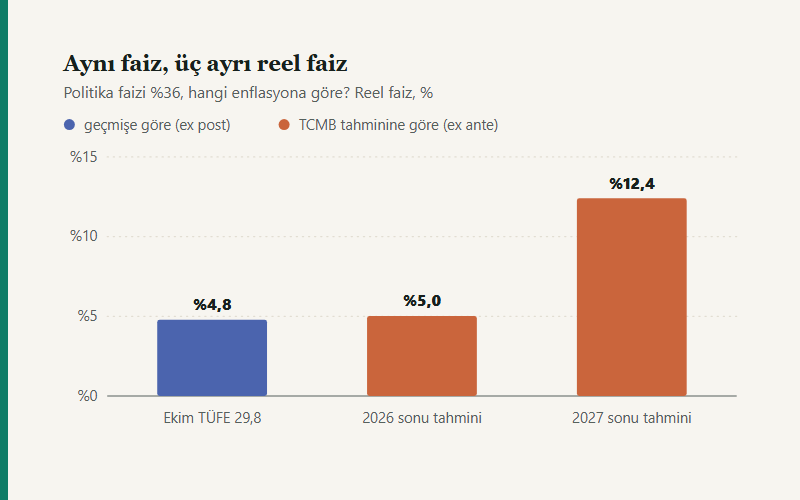 Aynı faiz, üç ayrı reel faiz
Politika faizi %36, hangi enflasyona göre? Reel faiz, %
geçmişe göre (ex post) TCMB tahminine göre (ex ante)
%15
%12,4
%10
%5
%4,8
%5,0
%0
Ekim TÜFE 29,8 2026 sonu tahmini 2027 sonu tahmini